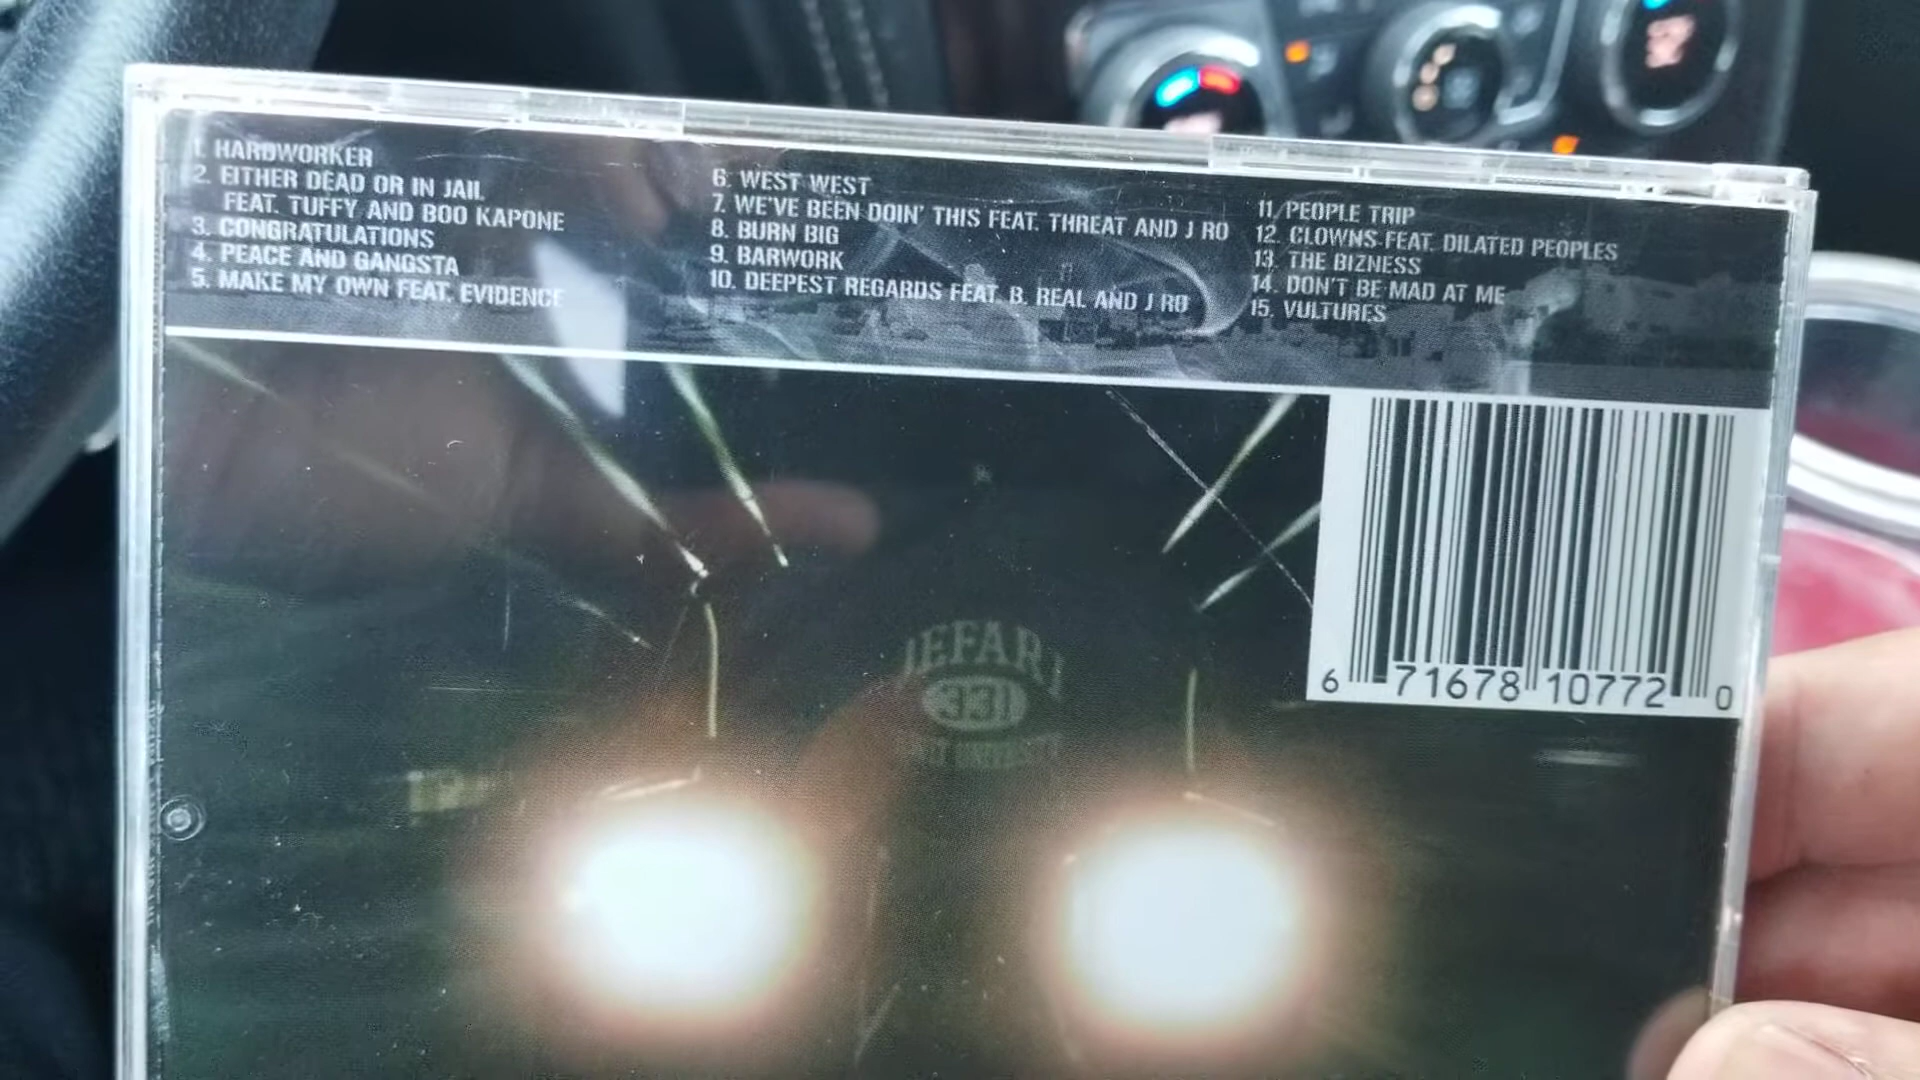 1. HARDWORKER
2. EITHER DEAD OR IN JAIL
FEAT. TUFFY AND BOO KAPONE
3. CONGRATULATIONS
4. PEACE AND GANGSTA
5. MAKE MY OWN FEAT. EVIDENCE
6. WEST WEST
7. WE'VE BEEN DOIN' THIS FEAT. THREAT AND J RO
8. BURN BIG
9. BARWORK
10. DEEPEST REGARDS FEAT. B. REAL AND J RO
11. PEOPLE TRIP
12. CLOWNS FEAT. DILATED PEOPLES
13. THE BIZNESS
14. DON'T BE MAD AT ME
15. VULTURES
6 71678 10772 0